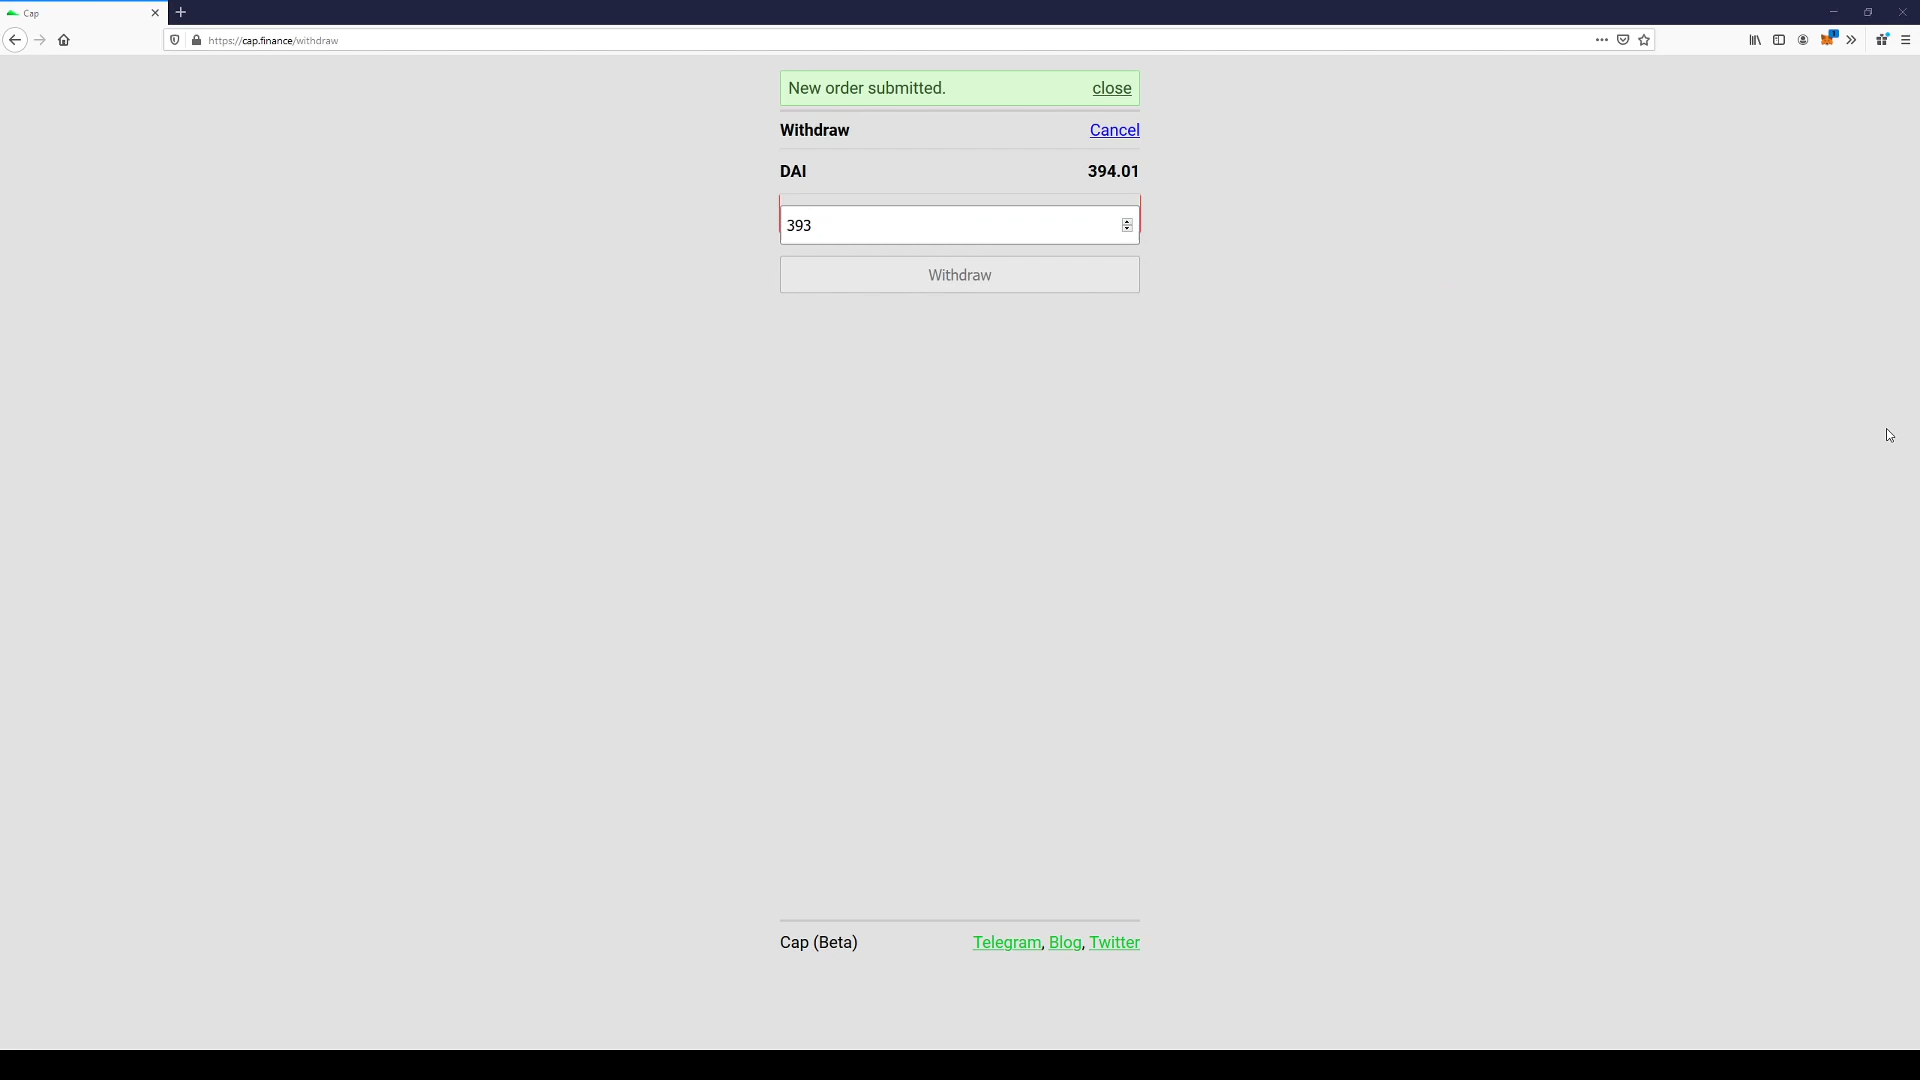 Cap
https://cap.finance/withdraw
1
New order submitted. close
Withdraw Cancel
DAI 394.01
393
Withdraw
Cap (Beta) Telegram, Blog, Twitter